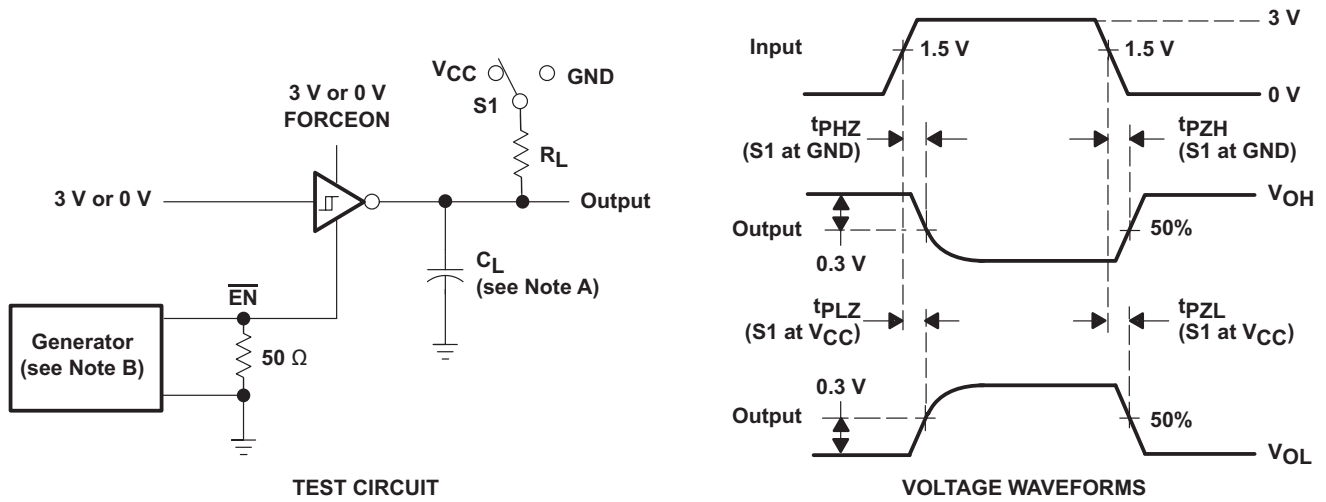 3 V or 0 V
FORCEON
VCC
GND
S1
RL
3 V or 0 V
Output
CL
(see Note A)
EN
Generator
(see Note B)
50 Ω
TEST CIRCUIT
3 V
Input
1.5 V
1.5 V
0 V
tPHZ
(S1 at GND)
tPZH
(S1 at GND)
VOH
Output
50%
0.3 V
tPLZ
(S1 at VCC)
tPZL
(S1 at VCC)
0.3 V
Output
50%
VOL
VOLTAGE WAVEFORMS